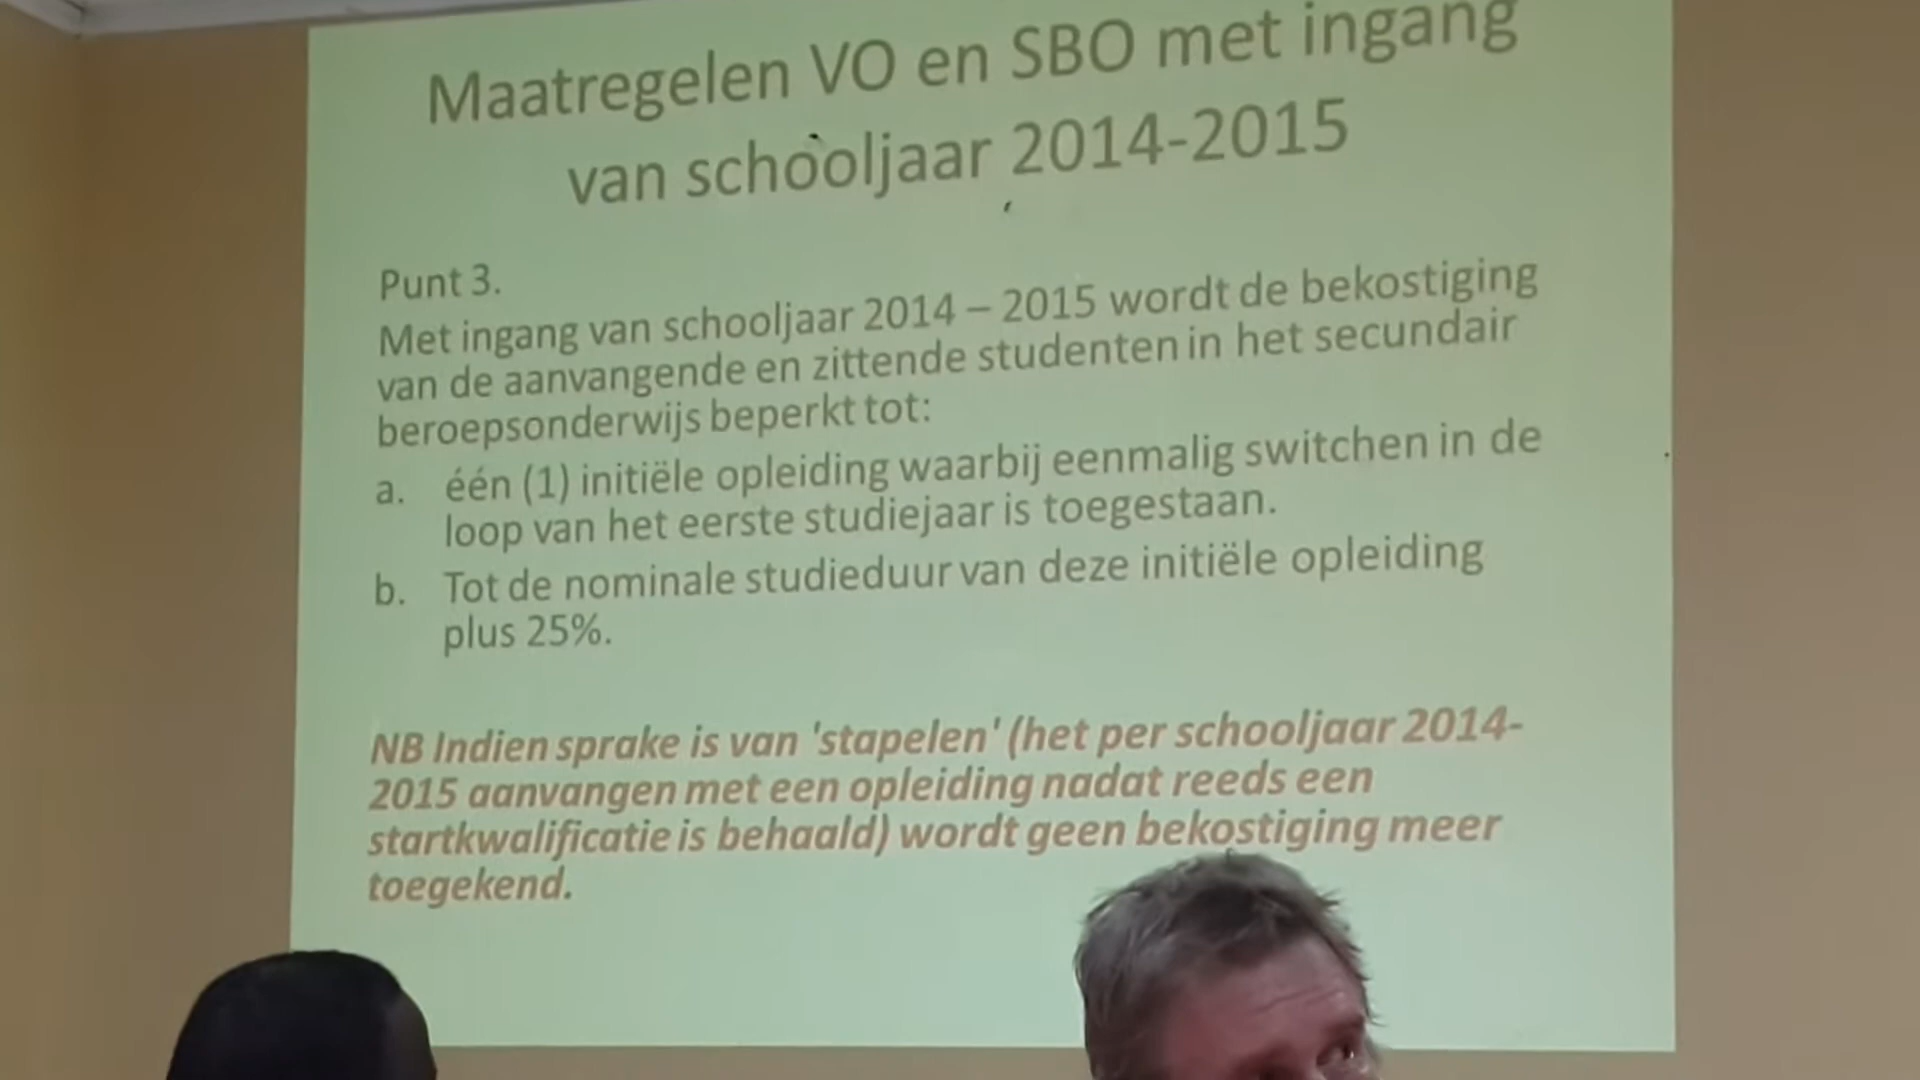 Maatregelen VO en SBO met ingang
van schooljaar 2014-2015
Punt 3.
Met ingang van schooljaar 2014 – 2015 wordt de bekostiging
van de aanvangende en zittende studenten in het secundair
beroepsonderwijs beperkt tot:
a. één (1) initiële opleiding waarbij eenmalig switchen in de
loop van het eerste studiejaar is toegestaan.
b. Tot de nominale studieduur van deze initiële opleiding
plus 25%.
NB Indien sprake is van 'stapelen' (het per schooljaar 2014-
2015 aanvangen met een opleiding nadat reeds een
startkwalificatie is behaald) wordt geen bekostiging meer
toegekend.